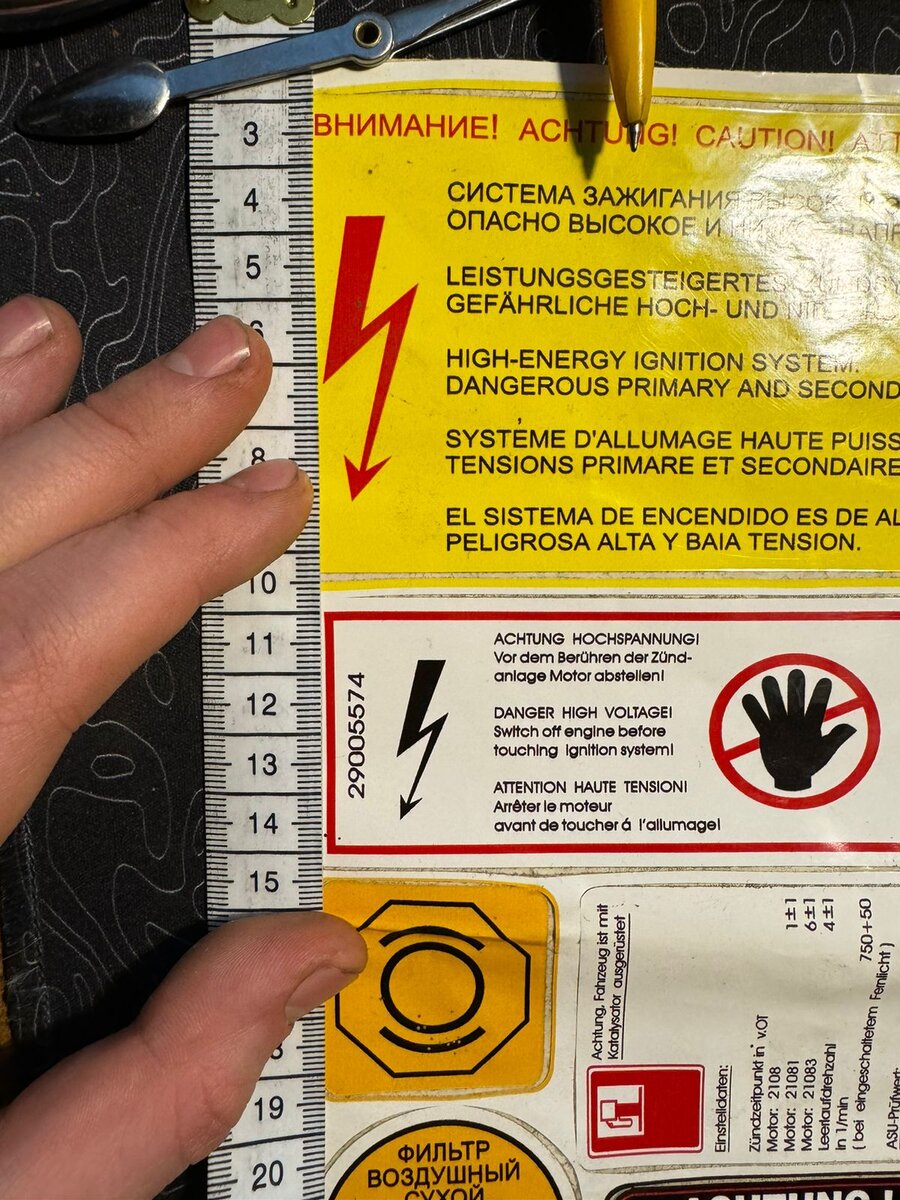 3
4
5
6
8
10
11
12
13
14
15
19
20
ВНИМАНИЕ! ACHTUNG! CAUTION! ATT
СИСТЕМА ЗАЖИГАНИЯ
ОПАСНО ВЫСОКОЕ И
LEISTUNGSGESTEIGERTES
GEFÄHRLICHE HOCH- UND
HIGH-ENERGY IGNITION SYSTEM.
DANGEROUS PRIMARY AND SECOND
SYSTÉME D'ALLUMAGE HAUTE PUISS
TENSIONS PRIMARE ET SECONDAIRE
EL SISTEMA DE ENCENDIDO ES DE AL
PELIGROSA ALTA Y BAIA TENSION.
29005574
ACHTUNG HOCHSPANNUNG!
Vor dem Berühren der Zünd-
anlage Motor abstellen!
DANGER HIGH VOLTAGE!
Switch off engine before
touching ignition system!
ATTENTION HAUTE TENSION!
Arrêter le moteur
avant de toucher á l'allumage!
Achtung, Fahrzeug ist mit
Katalysator ausgerüstet
Einstelldaten:
Zündzeitpunkt in° v.OT
Motor: 2108 1±1
Motor: 21081 6±1
Motor: 21083 4±1
Leerlaufdrehzahl
in 1/min 750+50
( bei eingeschaltetem Fernlicht )
ASU-Prüfwert:
ФИЛЬТР
ВОЗДУШНЫЙ
СУХОЙ